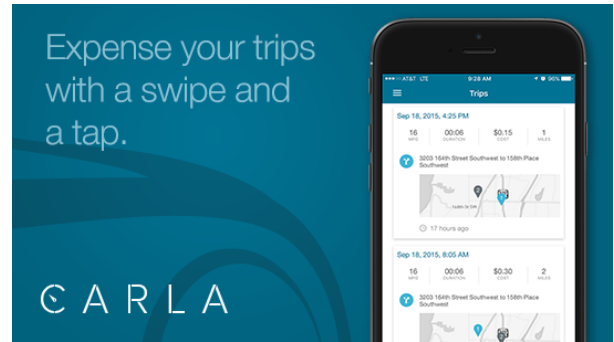 Expense your trips
with a swipe and
a tap.
CARLA
AT&T LTE 9:28 AM 96%
Trips
Sep 18, 2015, 4:25 PM
16 00:06 $0.15 1
MPG DURATION COST MILES
3203 164th Street Southwest to 158th Place
Southwest
17 hours ago
Sep 18, 2015, 8:05 AM
16 00:06 $0.30 2
MPG DURATION COST MILES
3203 164th Street Southwest to 158th Place
Southwest